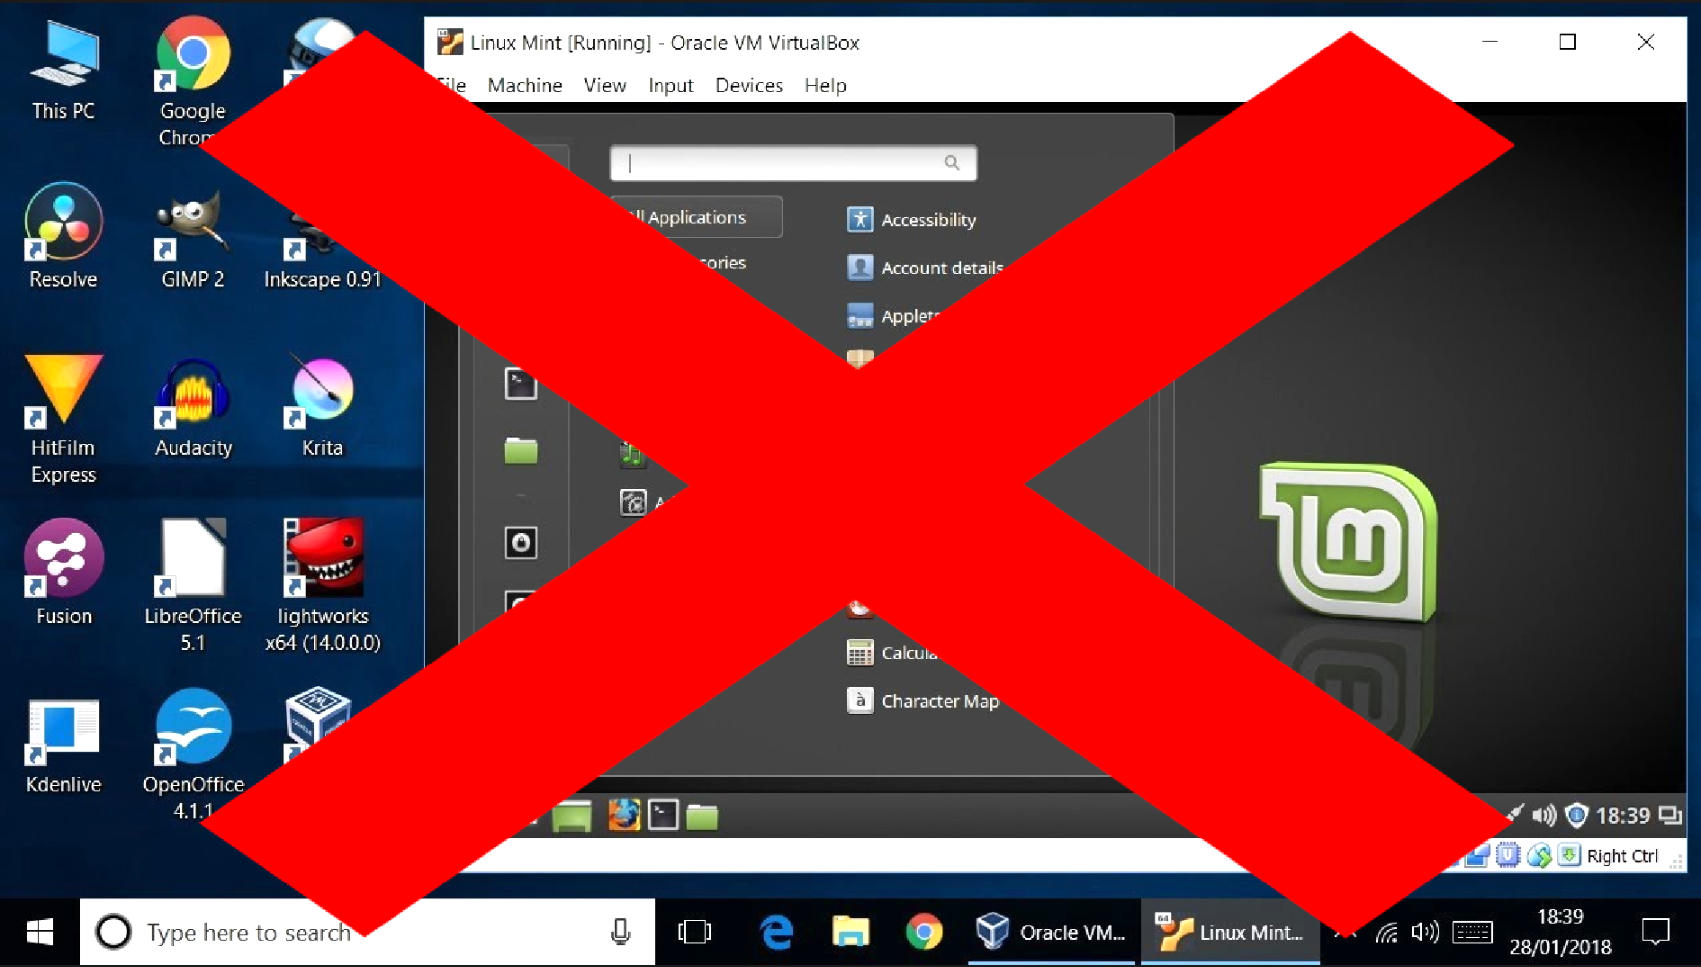 Linux Mint [Running] - Oracle VM VirtualBox
File Machine View Input Devices Help
This PC
Google
Chrom
Resolve
GIMP 2
Inkscape 0.91
HitFilm
Express
Audacity
Krita
Fusion
LibreOffice
5.1
lightworks
x64 (14.0.0.0)
Kdenlive
OpenOffice
4.1.1
All Applications
ories
Accessibility
Account details
Applets
Calcula
Character Map
18:39
Right Ctrl
Type here to search
Oracle VM...
Linux Mint...
18:39
28/01/2018